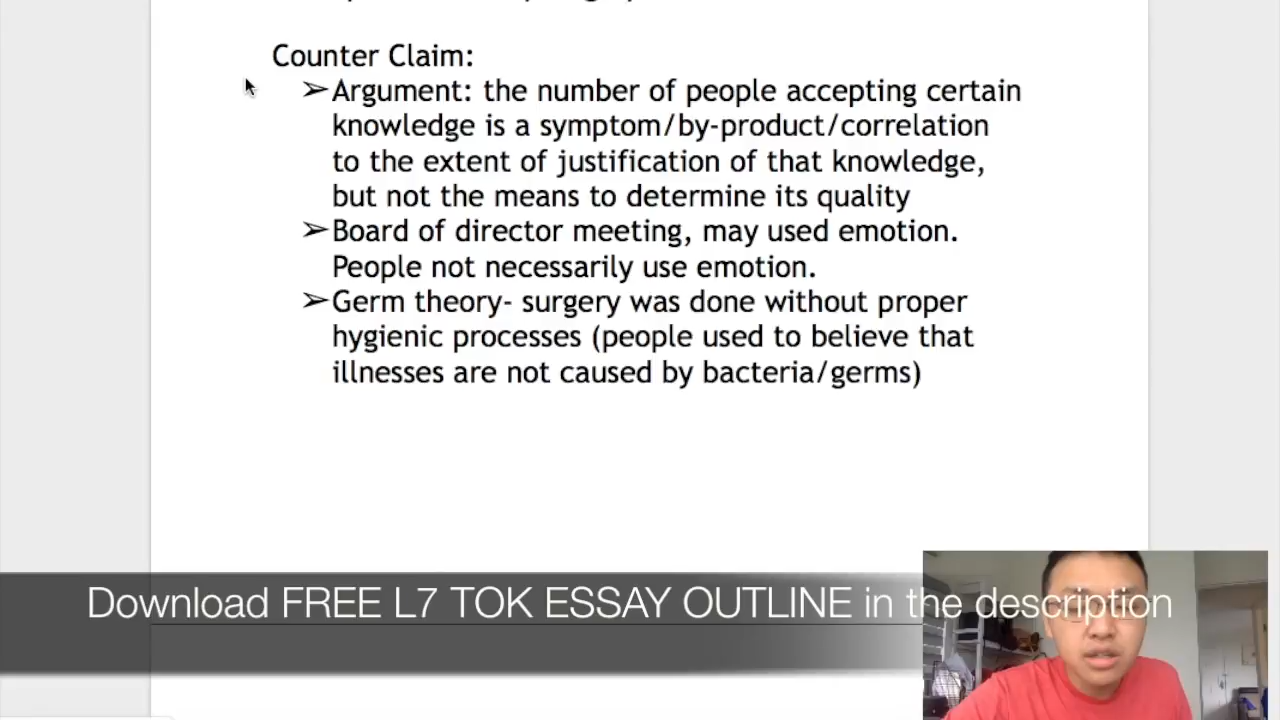 Counter Claim:
➢Argument: the number of people accepting certain
knowledge is a symptom/by-product/correlation
to the extent of justification of that knowledge,
but not the means to determine its quality
➢Board of director meeting, may used emotion.
People not necessarily use emotion.
➢Germ theory- surgery was done without proper
hygienic processes (people used to believe that
illnesses are not caused by bacteria/germs)
Download FREE L7 TOK ESSAY OUTLINE in the description